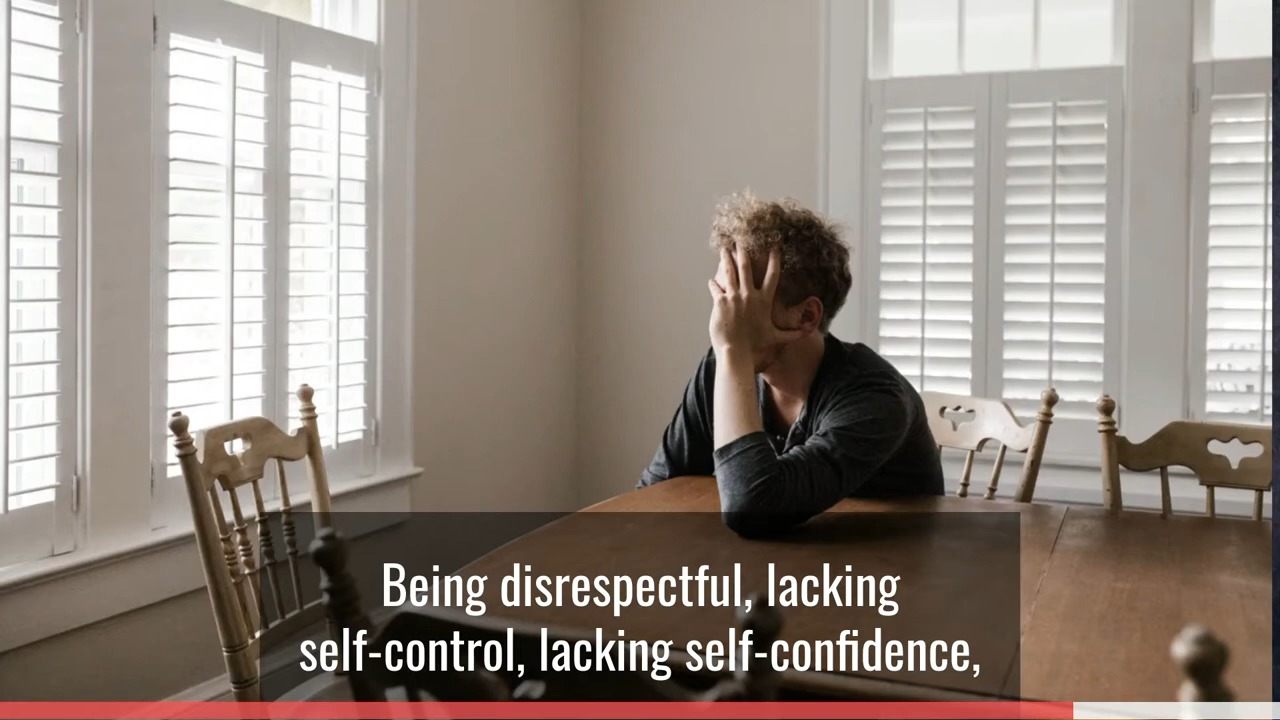 Being disrespectful, lacking
self-control, lacking self-confidence,